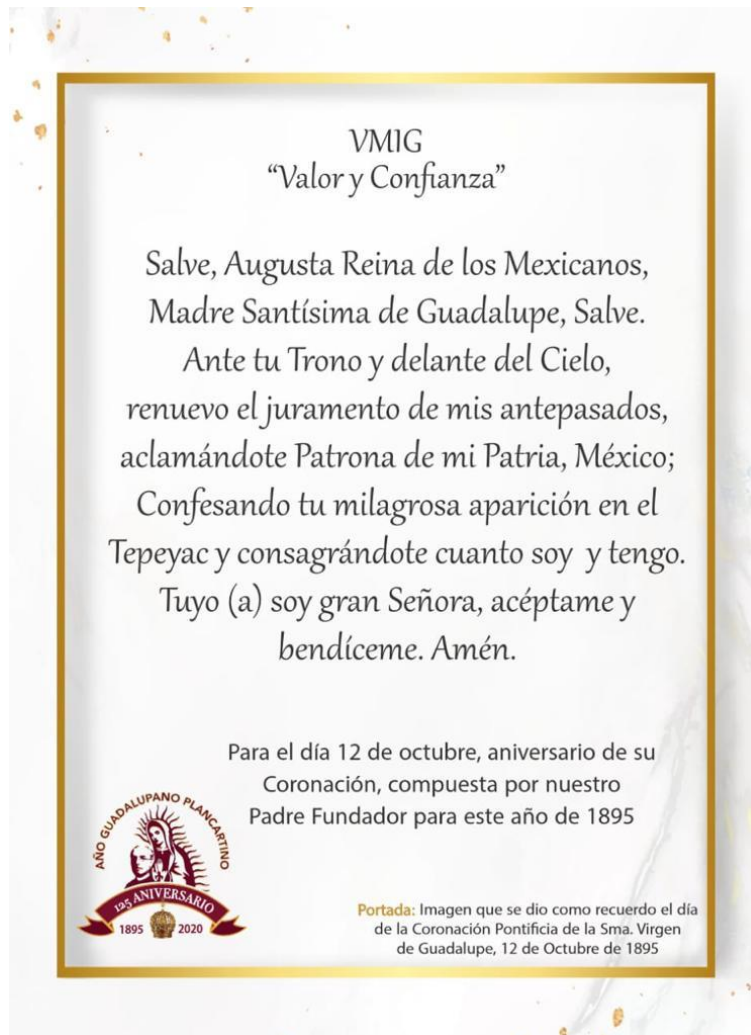 VMIG
“Valor y Confianza”
Salve, Augusta Reina de los Mexicanos,
Madre Santísima de Guadalupe, Salve.
Ante tu Trono y delante del Cielo,
renuevo el juramento de mis antepasados,
aclamándote Patrona de mi Patria, México;
Confesando tu milagrosa aparición en el
Tepeyac y consagrándote cuanto soy y tengo.
Tuyo (a) soy gran Señora, acéptame y
bendíceme. Amén.
Para el día 12 de octubre, aniversario de su
Coronación, compuesta por nuestro
Padre Fundador para este año de 1895
AÑO GUADALUPANO PLANCARTINO
125 ANIVERSARIO
1895 2020
Portada: Imagen que se dio como recuerdo el día
de la Coronación Pontificia de la Sma. Virgen
de Guadalupe, 12 de Octubre de 1895